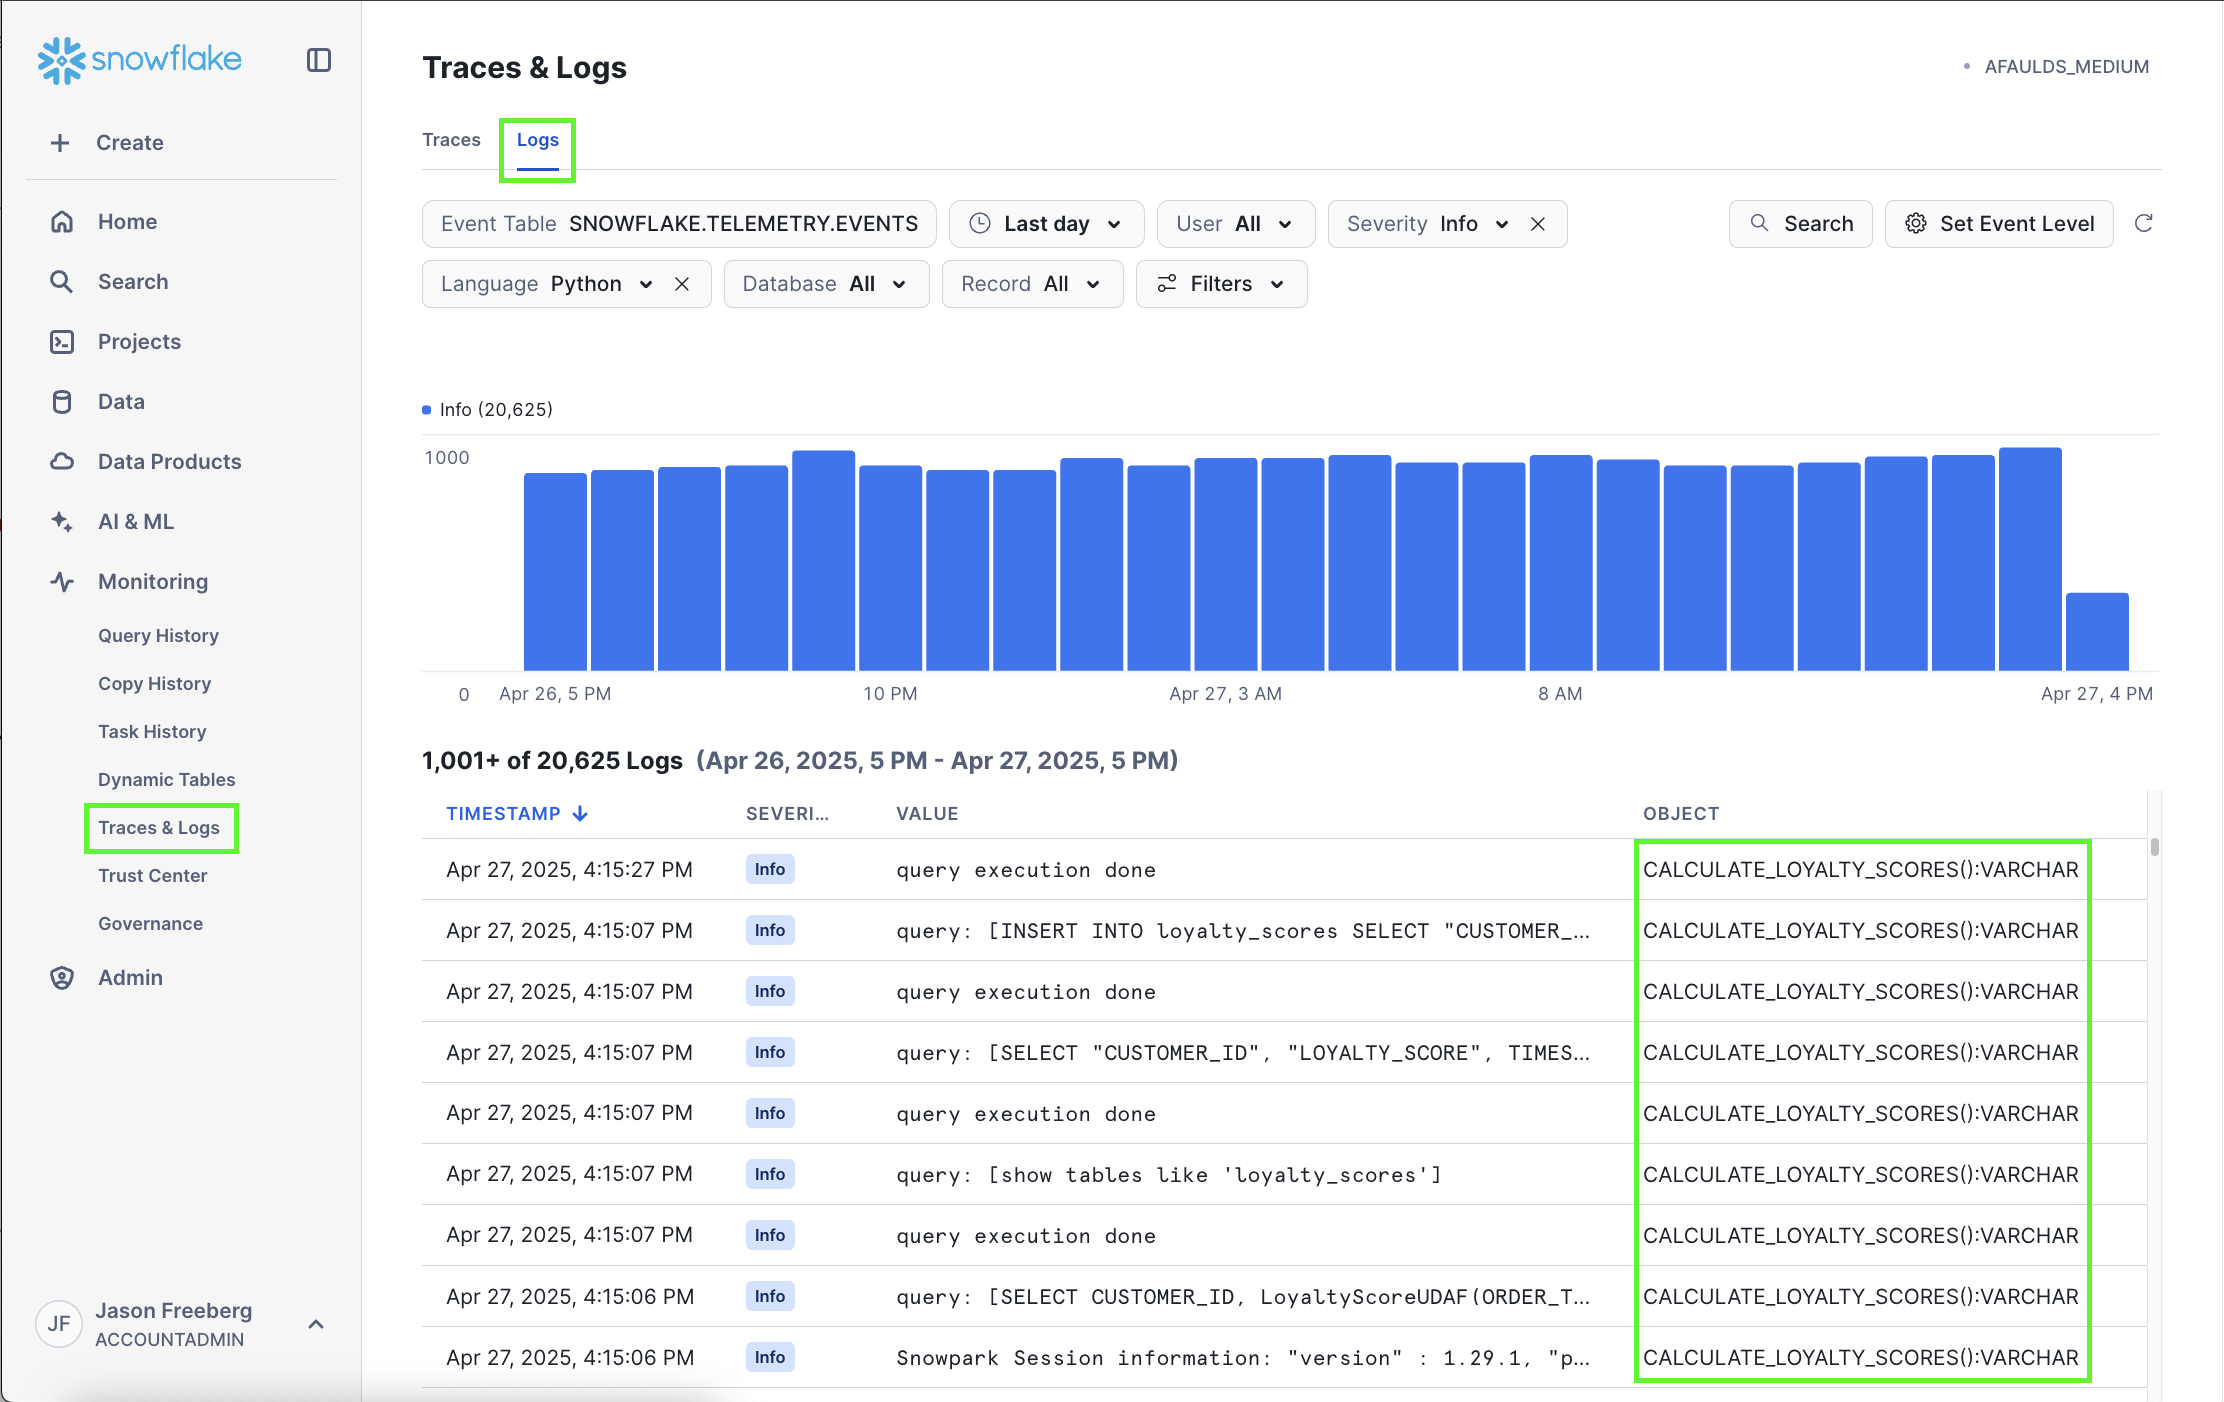 snowflake
Create
Home
Search
Projects
Data
Data Products
AI & ML
Monitoring
Query History
Copy History
Task History
Dynamic Tables
Traces & Logs
Trust Center
Governance
Admin
JF
Jason Freeberg
ACCOUNTADMIN
Traces & Logs
AFAULDS_MEDIUM
Traces Logs
Event Table SNOWFLAKE.TELEMETRY.EVENTS Last day User All Severity Info Search Set Event Level
Language Python Database All Record All Filters
Info (20,625)
1000
0 Apr 26, 5 PM 10 PM Apr 27, 3 AM 8 AM Apr 27, 4 PM
1,001+ of 20,625 Logs (Apr 26, 2025, 5 PM - Apr 27, 2025, 5 PM)
TIMESTAMP SEVERI... VALUE OBJECT
Apr 27, 2025, 4:15:27 PM Info query execution done CALCULATE_LOYALTY_SCORES():VARCHAR
Apr 27, 2025, 4:15:07 PM Info query: [INSERT INTO loyalty_scores SELECT "CUSTOMER_... CALCULATE_LOYALTY_SCORES():VARCHAR
Apr 27, 2025, 4:15:07 PM Info query execution done CALCULATE_LOYALTY_SCORES():VARCHAR
Apr 27, 2025, 4:15:07 PM Info query: [SELECT "CUSTOMER_ID", "LOYALTY_SCORE", TIMES... CALCULATE_LOYALTY_SCORES():VARCHAR
Apr 27, 2025, 4:15:07 PM Info query execution done CALCULATE_LOYALTY_SCORES():VARCHAR
Apr 27, 2025, 4:15:07 PM Info query: [show tables like 'loyalty_scores'] CALCULATE_LOYALTY_SCORES():VARCHAR
Apr 27, 2025, 4:15:07 PM Info query execution done CALCULATE_LOYALTY_SCORES():VARCHAR
Apr 27, 2025, 4:15:06 PM Info query: [SELECT CUSTOMER_ID, LoyaltyScoreUDAF(ORDER_T... CALCULATE_LOYALTY_SCORES():VARCHAR
Apr 27, 2025, 4:15:06 PM Info Snowpark Session information: "version" : 1.29.1, "p... CALCULATE_LOYALTY_SCORES():VARCHAR